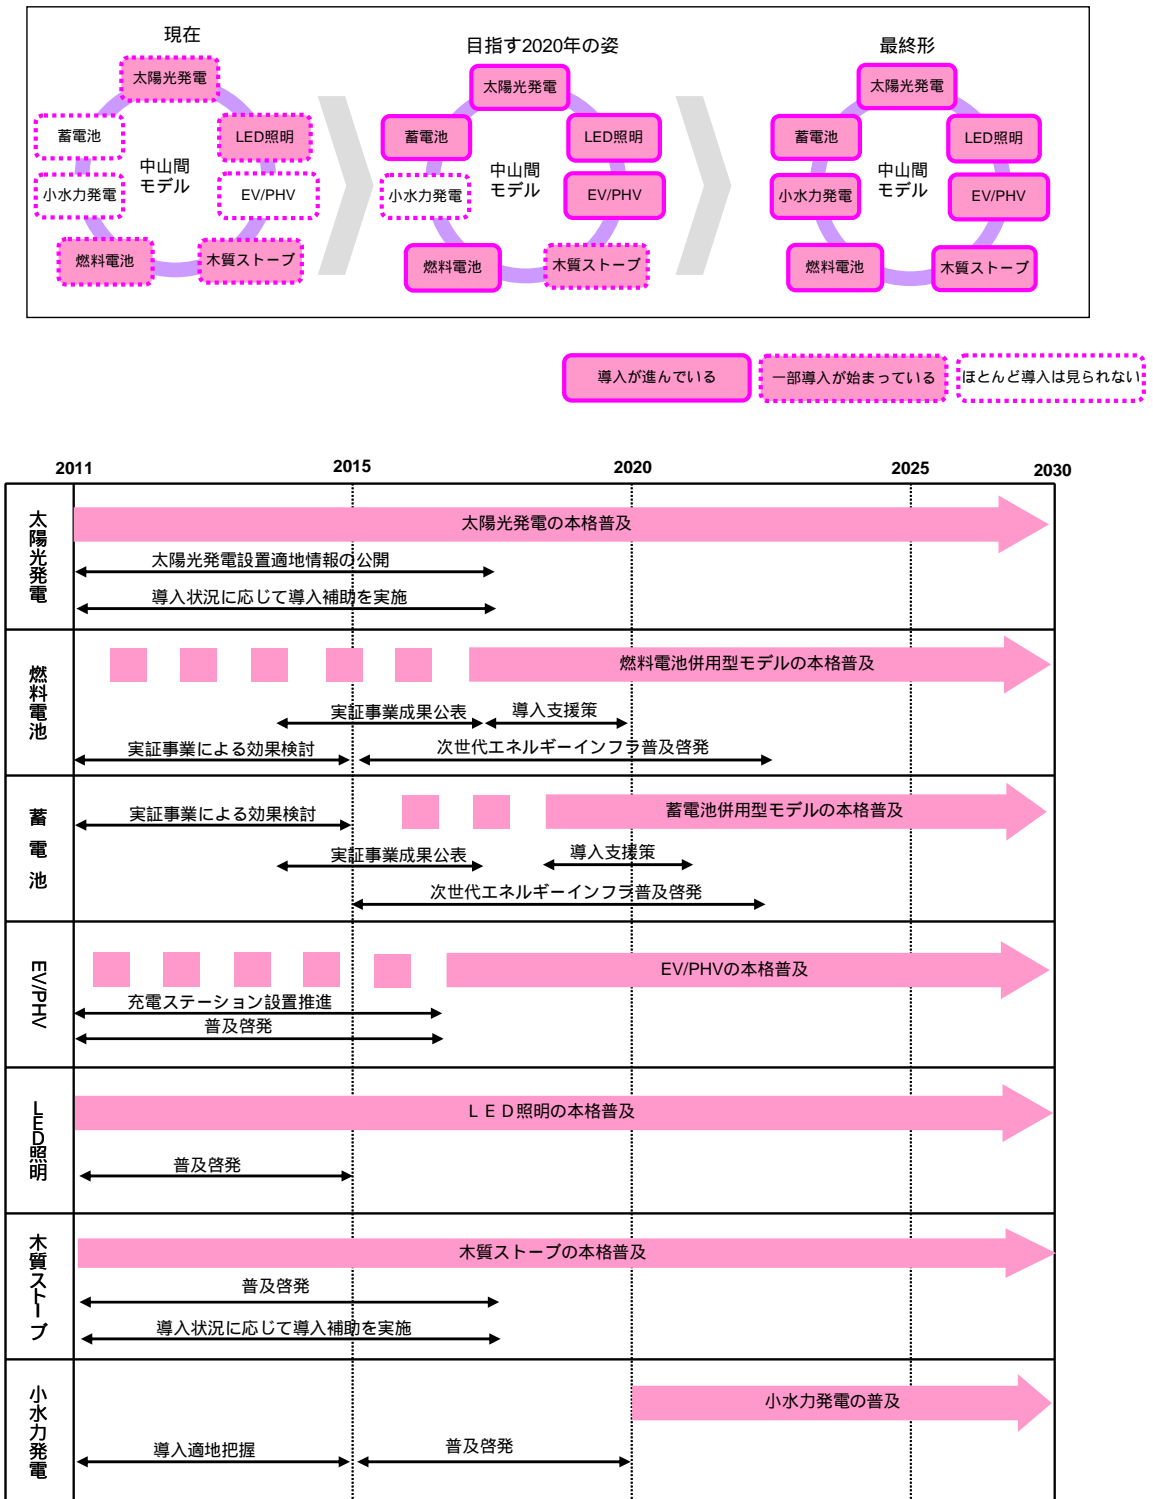 現在
目指す2020年の姿
最終形
太陽光発電
蓄電池
LED照明
中山間
モデル
小水力発電
EV/PHV
燃料電池
木質ストーブ
太陽光発電
蓄電池
LED照明
中山間
モデル
小水力発電
EV/PHV
燃料電池
木質ストーブ
太陽光発電
蓄電池
LED照明
中山間
モデル
小水力発電
EV/PHV
燃料電池
木質ストーブ
導入が進んでいる
一部導入が始まっている
ほとんど導入は見られない
2011
2015
2020
2025
2030
太陽光発電
太陽光発電の本格普及
太陽光発電設置適地情報の公開
導入状況に応じて導入補助を実施
燃料電池
燃料電池併用型モデルの本格普及
実証事業成果公表
導入支援策
実証事業による効果検討
次世代エネルギーインフラ普及啓発
蓄電池
実証事業による効果検討
蓄電池併用型モデルの本格普及
実証事業成果公表
導入支援策
次世代エネルギーインフラ普及啓発
EV/PHV
EV/PHVの本格普及
充電ステーション設置推進
普及啓発
LED照明
ＬＥＤ照明の本格普及
普及啓発
木質ストーブ
木質ストーブの本格普及
普及啓発
導入状況に応じて導入補助を実施
小水力発電
小水力発電の普及
導入適地把握
普及啓発